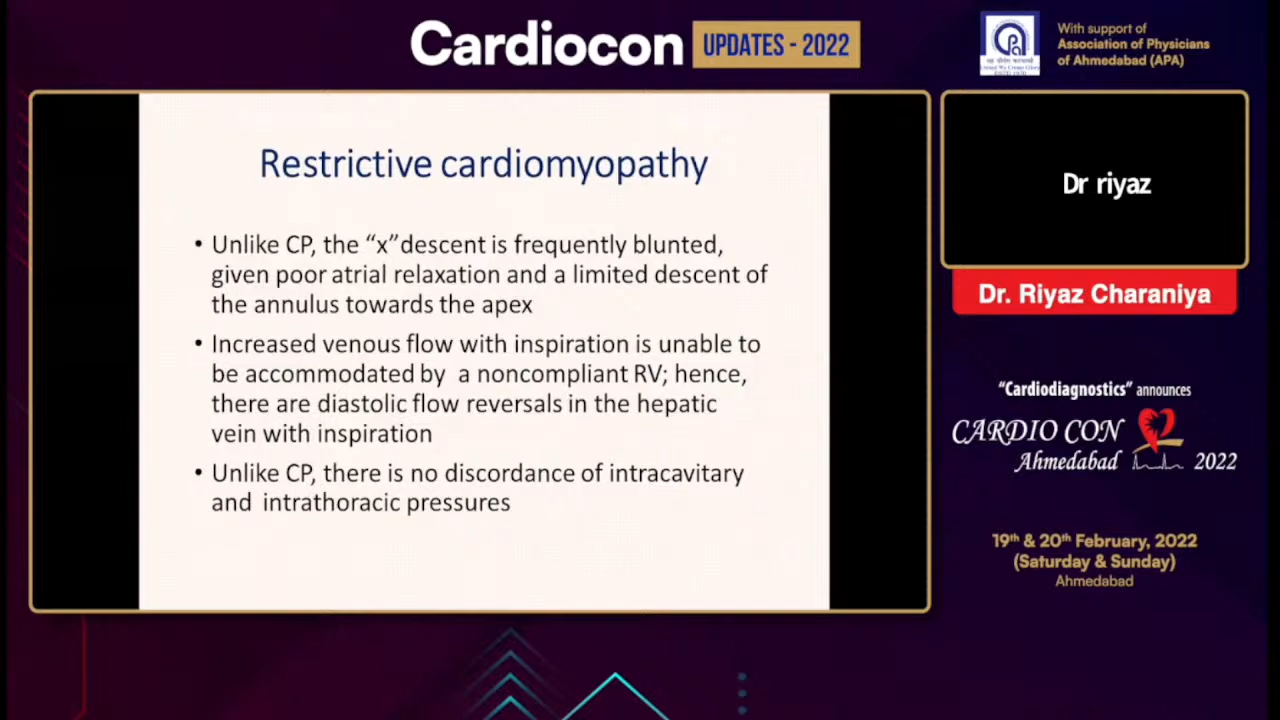 Cardiocon UPDATES - 2022
With support of
Association of Physicians
of Ahmedabad (APA)
Restrictive cardiomyopathy
• Unlike CP, the “x”descent is frequently blunted,
given poor atrial relaxation and a limited descent of
the annulus towards the apex
• Increased venous flow with inspiration is unable to
be accommodated by a noncompliant RV; hence,
there are diastolic flow reversals in the hepatic
vein with inspiration
• Unlike CP, there is no discordance of intracavitary
and intrathoracic pressures
Dr riyaz
Dr. Riyaz Charaniya
“Cardiodiagnostics” announces
CARDIO CON
Ahmedabad 2022
19th & 20th February, 2022
(Saturday & Sunday)
Ahmedabad